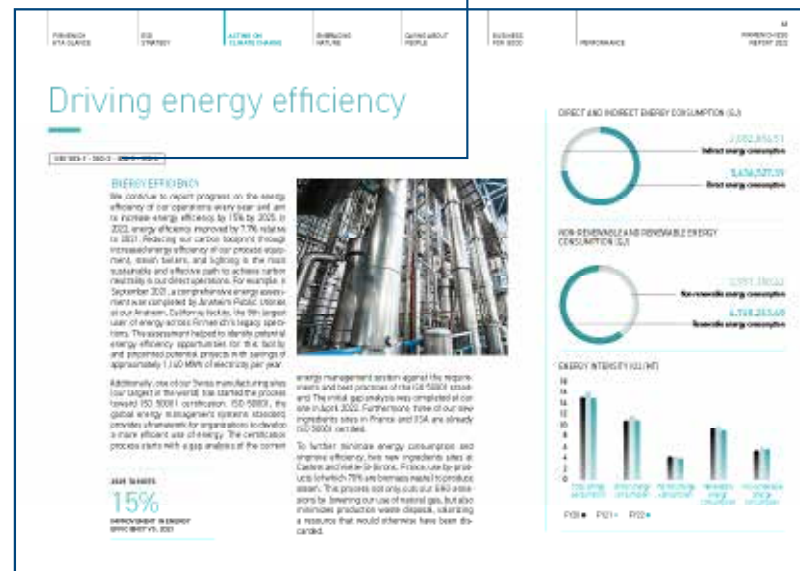 FIRMENICH
AT A GLANCE
ESG
STRATEGY
ACTING ON
CLIMATE CHANGE
EMBRACING
NATURE
CARING ABOUT
PEOPLE
BUSINESS
FOR GOOD
PERFORMANCE
FIRMENICH ESG
REPORT 2022
Driving energy efficiency
ENERGY EFFICIENCY
We continue to report progress on the energy
efficiency of our operations every year and aim
to increase energy efficiency by 15% by 2025. In
2022, energy efficiency improved by 7.7% relative
to 2021. Reducing our carbon footprint through
increased energy efficiency of our process equip-
ment, steam boilers, and lighting is the most
sustainable and effective path to achieve carbon
neutrality in our direct operations. For example, in
September 2021, a comprehensive energy assess-
ment was completed by Anaheim Public Utilities
at our Anaheim, California facility, the 9th largest
user of energy across Firmenich's legacy opera-
tions. The assessment helped to identify potential
energy efficiency opportunities for this facility
and pinpointed potential projects with savings of
approximately 1,140 MWh of electricity per year.
Additionally, one of our Swiss manufacturing sites
(our largest in the world) has started the process
toward ISO 50001 certification. ISO 50001, the
global energy management systems standard,
provides a framework for organizations to develop
a more efficient use of energy. The certification
process starts with a gap analysis of the current
2025 TARGETS
15%
IMPROVEMENT IN ENERGY
EFFICIENCY VS. 2021
energy management system against the require-
ments and best practices of the ISO 50001 stand-
ard. The initial gap analysis was completed at our
site in April 2022. Furthermore, three of our new
ingredients sites in France and USA are already
ISO 50001 certified.
To further minimize energy consumption and
improve efficiency, two new ingredients sites at
Castets and Vielle-St-Girons, France, use by-prod-
ucts (of which 70% are biomass waste) to produce
steam. This process not only cuts our GHG emis-
sions by lowering our use of natural gas, but also
minimizes production waste disposal, valorizing
a resource that would otherwise have been dis-
carded.
DIRECT AND INDIRECT ENERGY CONSUMPTION (GJ)
Indirect energy consumption
Direct energy consumption
NON-RENEWABLE AND RENEWABLE ENERGY
CONSUMPTION (GJ)
Non-renewable energy consumption
Renewable energy consumption
ENERGY INTENSITY (GJ/MT)
18
16
14
12
10
8
6
4
2
0
FY20 FY21 FY22